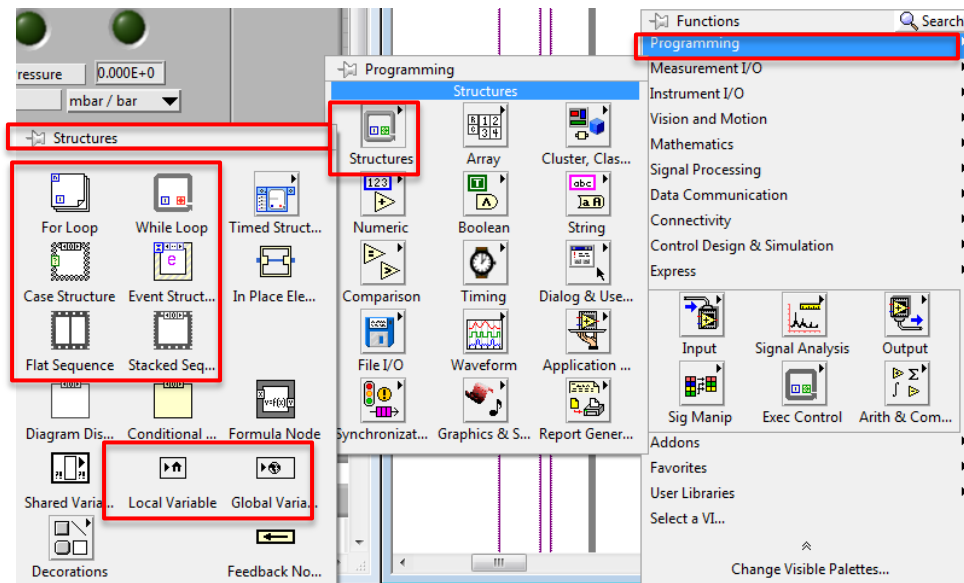 ressure
0.000E+0
mbar / bar
Structures
For Loop
While Loop
Timed Struct...
Case Structure
Event Struct...
In Place Ele...
Flat Sequence
Stacked Seq...
Diagram Dis...
Conditional ...
Formula Node
Shared Varia...
Local Variable
Global Varia...
Decorations
Feedback No...
Programming
Structures
Structures
Array
Cluster, Clas...
Numeric
Boolean
String
Comparison
Timing
Dialog & Use...
File I/O
Waveform
Application ...
Synchronizat...
Graphics & S...
Report Gener...
Functions
Search
Programming
Measurement I/O
Instrument I/O
Vision and Motion
Mathematics
Signal Processing
Data Communication
Connectivity
Control Design & Simulation
Express
Input
Signal Analysis
Output
Sig Manip
Exec Control
Arith & Com...
Addons
Favorites
User Libraries
Select a VI...
Change Visible Palettes...